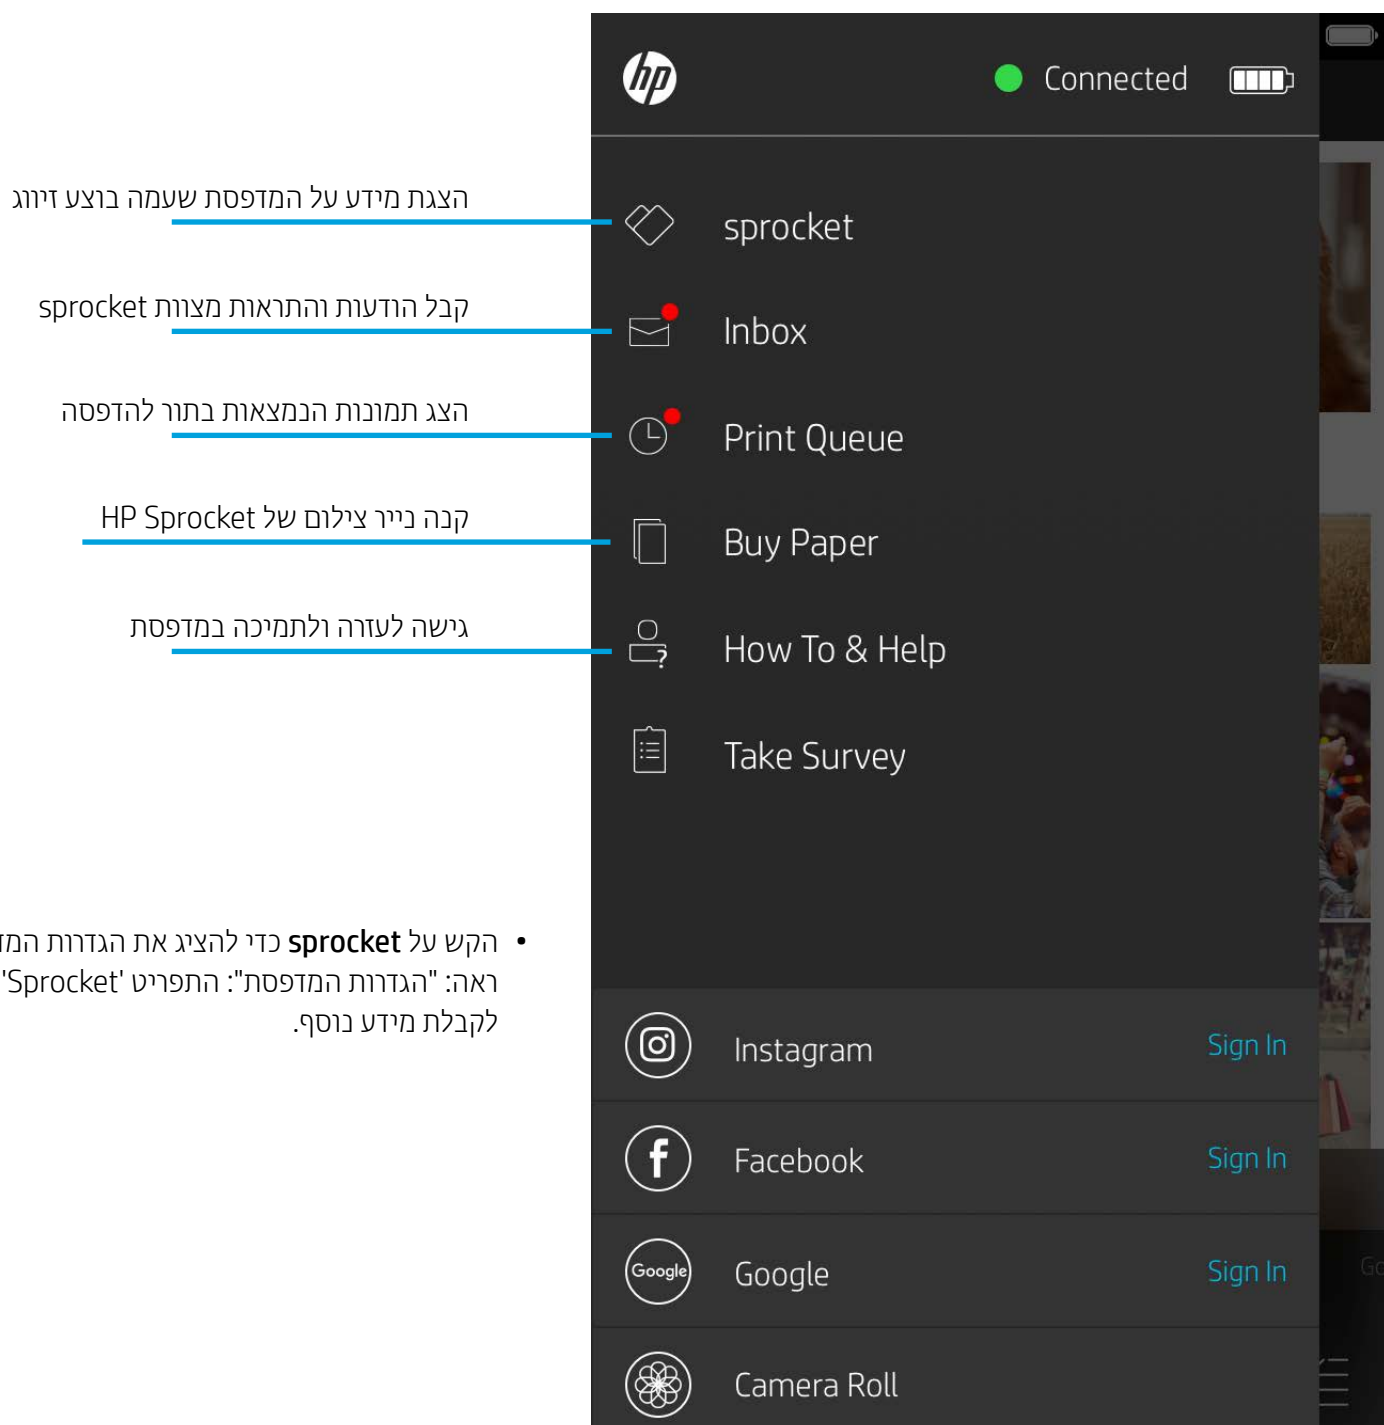 hp
Connected
הצגת מידע על המדפסת שעמה בוצע זיווג
sprocket
קבל הודעות והתראות מצוות sprocket
Inbox
הצג תמונות הנמצאות בתור להדפסה
Print Queue
קנה נייר צילום של HP Sprocket
Buy Paper
גישה לעזרה ולתמיכה במדפסת
How To & Help
Take Survey
• הקש על sprocket כדי להציג את הגדרות
ראה: "הגדרות המדפסת": התפריט 'Sprocket'
לקבלת מידע נוסף.
Instagram
Sign In
Facebook
Sign In
Google
Google
Sign In
Camera Roll